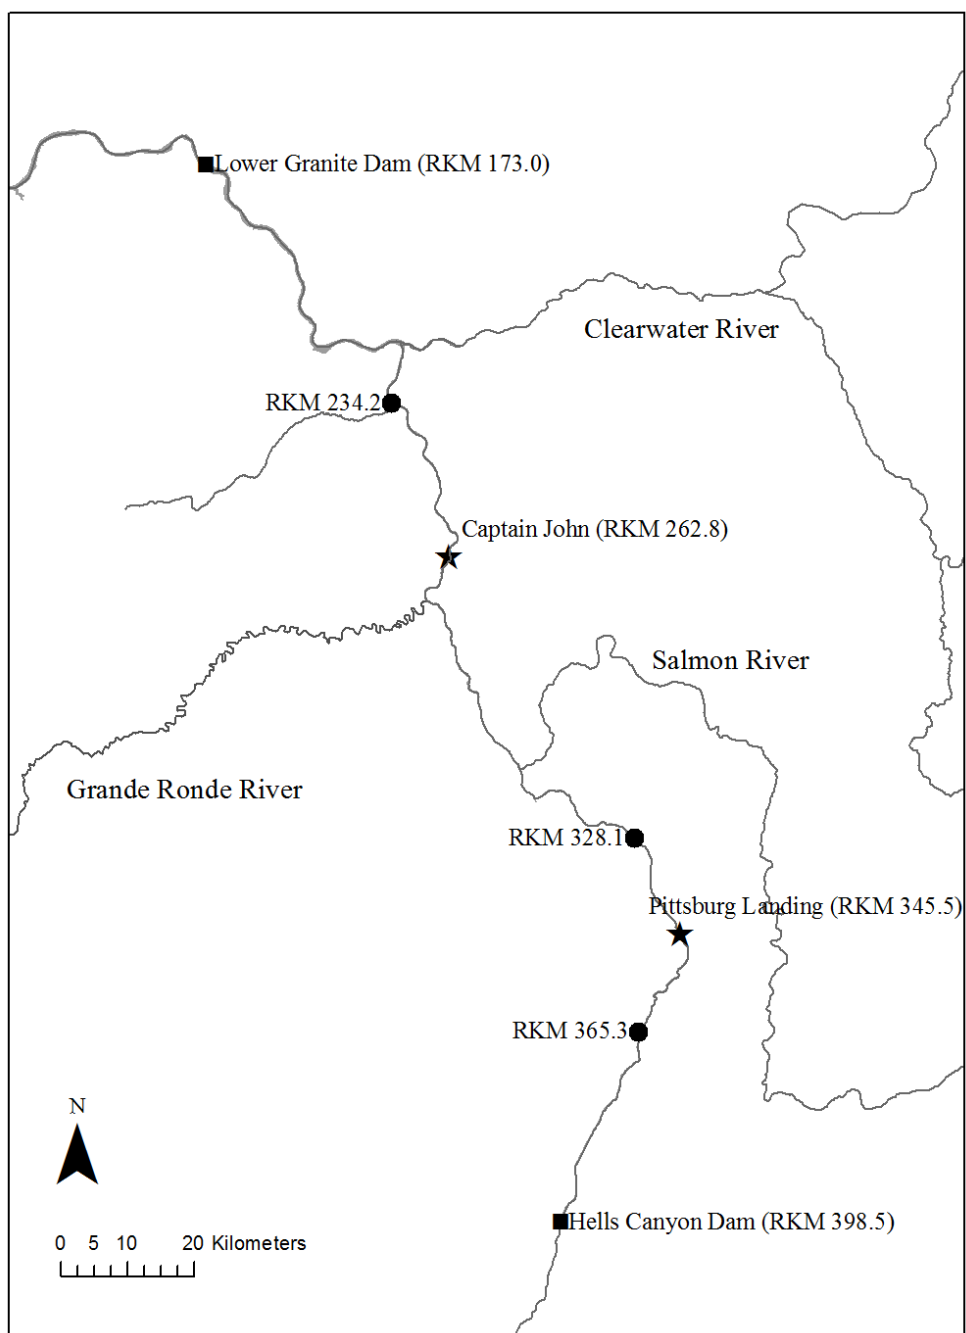 Lower Granite Dam (RKM 173.0)
Clearwater River
RKM 234.2
Captain John (RKM 262.8)
Salmon River
Grande Ronde River
RKM 328.1
Pittsburg Landing (RKM 345.5)
RKM 365.3
N
Hells Canyon Dam (RKM 398.5)
0 5 10 20 Kilometers